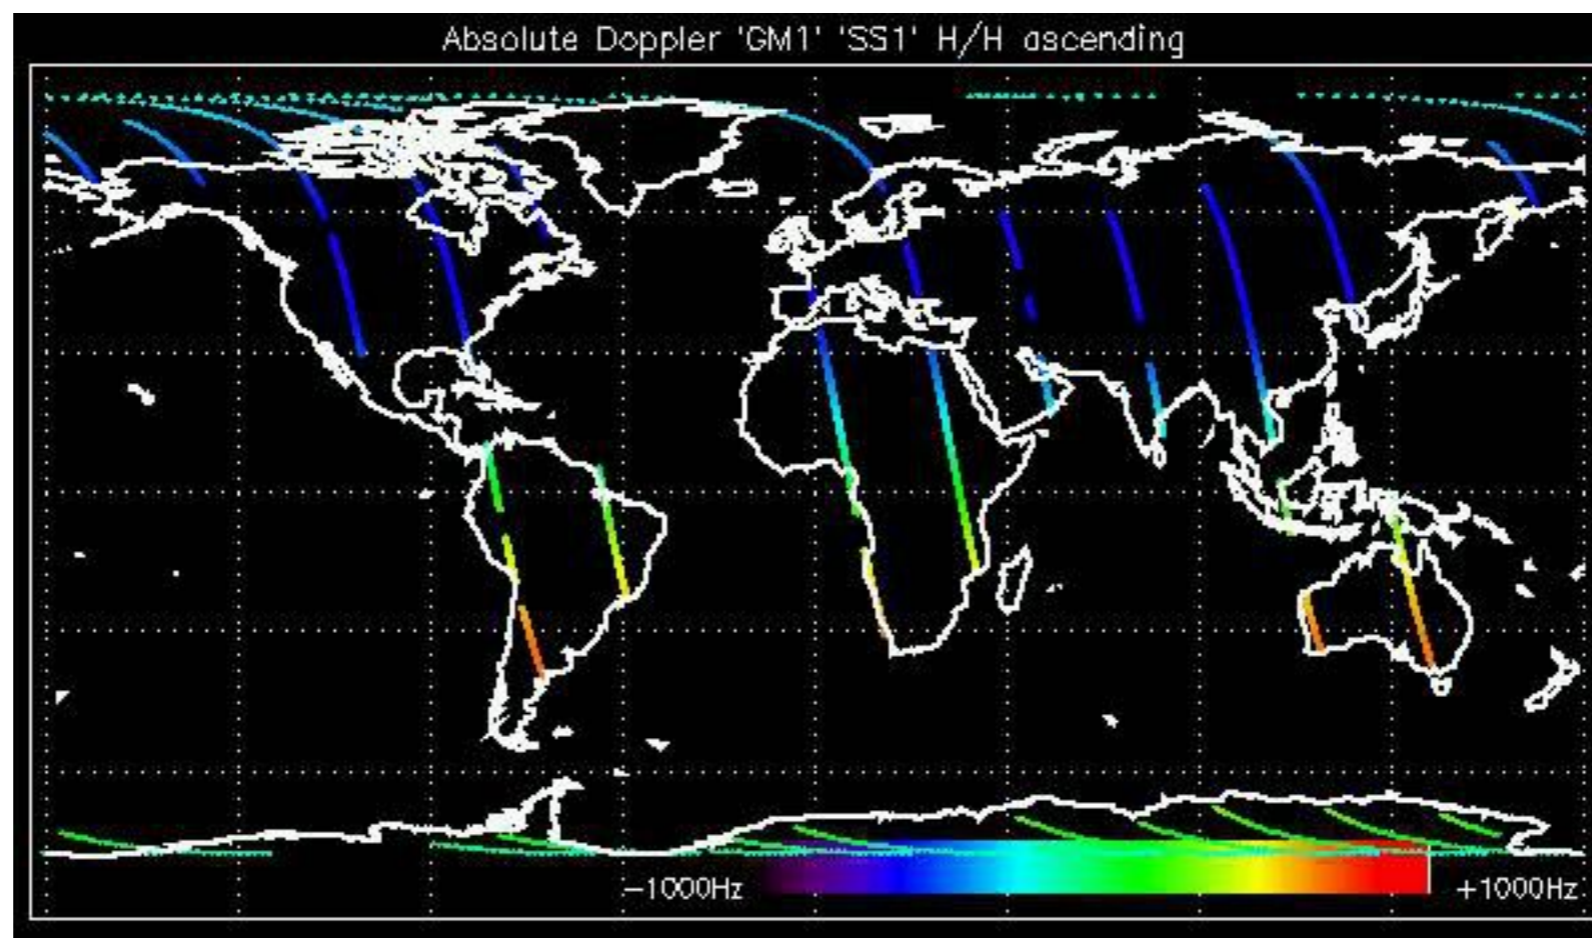 Absolute Doppler 'GM1' 'SS1' H/H ascending
−1000Hz
+1000Hz